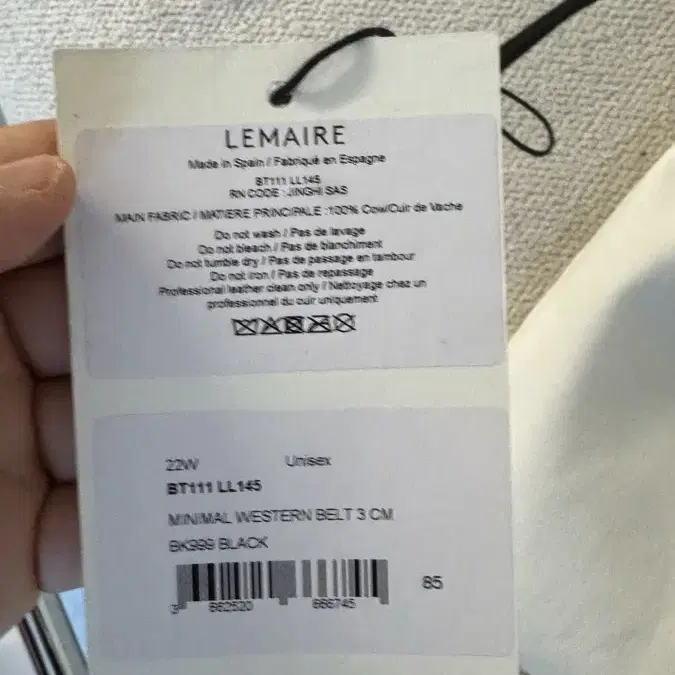 LEMAIRE
Made in Spain / Fabriqué en Espagne
BT111 LL145
RN CODE : JINGHI SAS
MAIN FABRIC / MATIERE PRINCIPALE :100% Cow/Cuir de Vache
Do not wash / Pas de lavage
Do not bleach / Pas de blanchiment
Do not tumble dry / Pas de passage en tambour
Do not iron / Pas de repassage
Professional leather clean only / Nettoyage chez un
professionnel du cuir uniquement
22W Unisex
BT111 LL145
MINIMAL WESTERN BELT 3 CM
BK999 BLACK
85
3 662520 666745